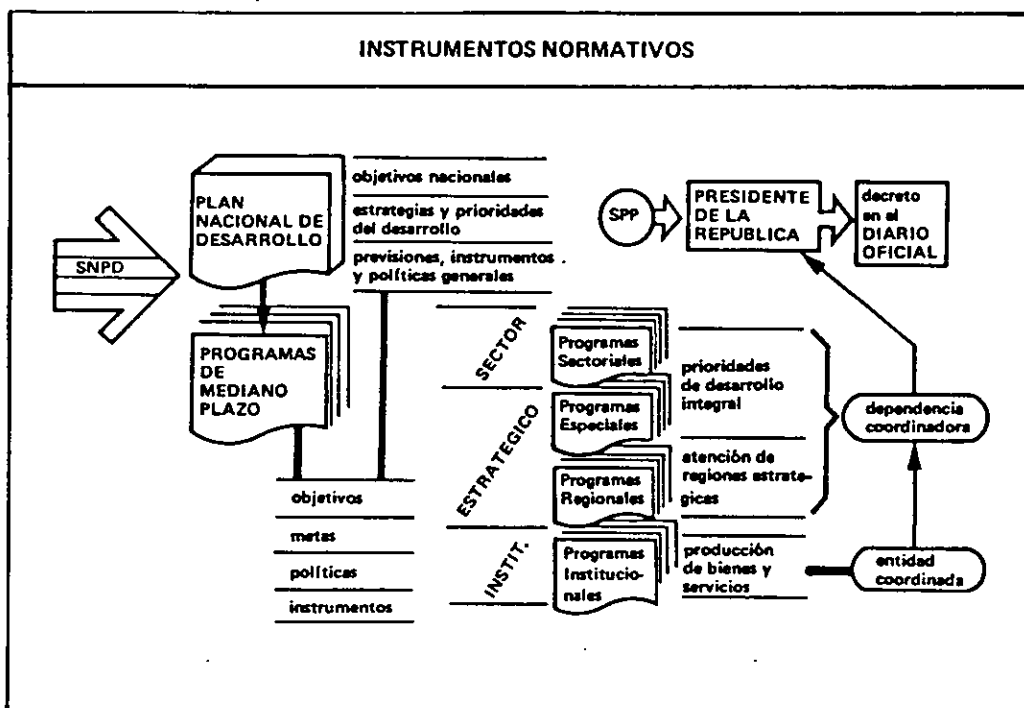 INSTRUMENTOS NORMATIVOS
SNPD
PLAN
NACIONAL DE
DESARROLLO
objetivos nacionales
estrategias y prioridades
del desarrollo
previsiones, instrumentos
y políticas generales
PROGRAMAS
DE
MEDIANO
PLAZO
objetivos
metas
políticas
instrumentos
SECTOR
ESTRATEGICO
INSTIT.
Programas
Sectoriales
Programas
Especiales
Programas
Regionales
Programas
Institucio-
nales
prioridades
de desarrollo
integral
atención de
regiones estrate-
gicas
producción
de bienes y
servicios
SPP
PRESIDENTE
DE LA
REPUBLICA
decreto
en el
DIARIO
OFICIAL
dependencia
coordinadora
entidad
coordinada